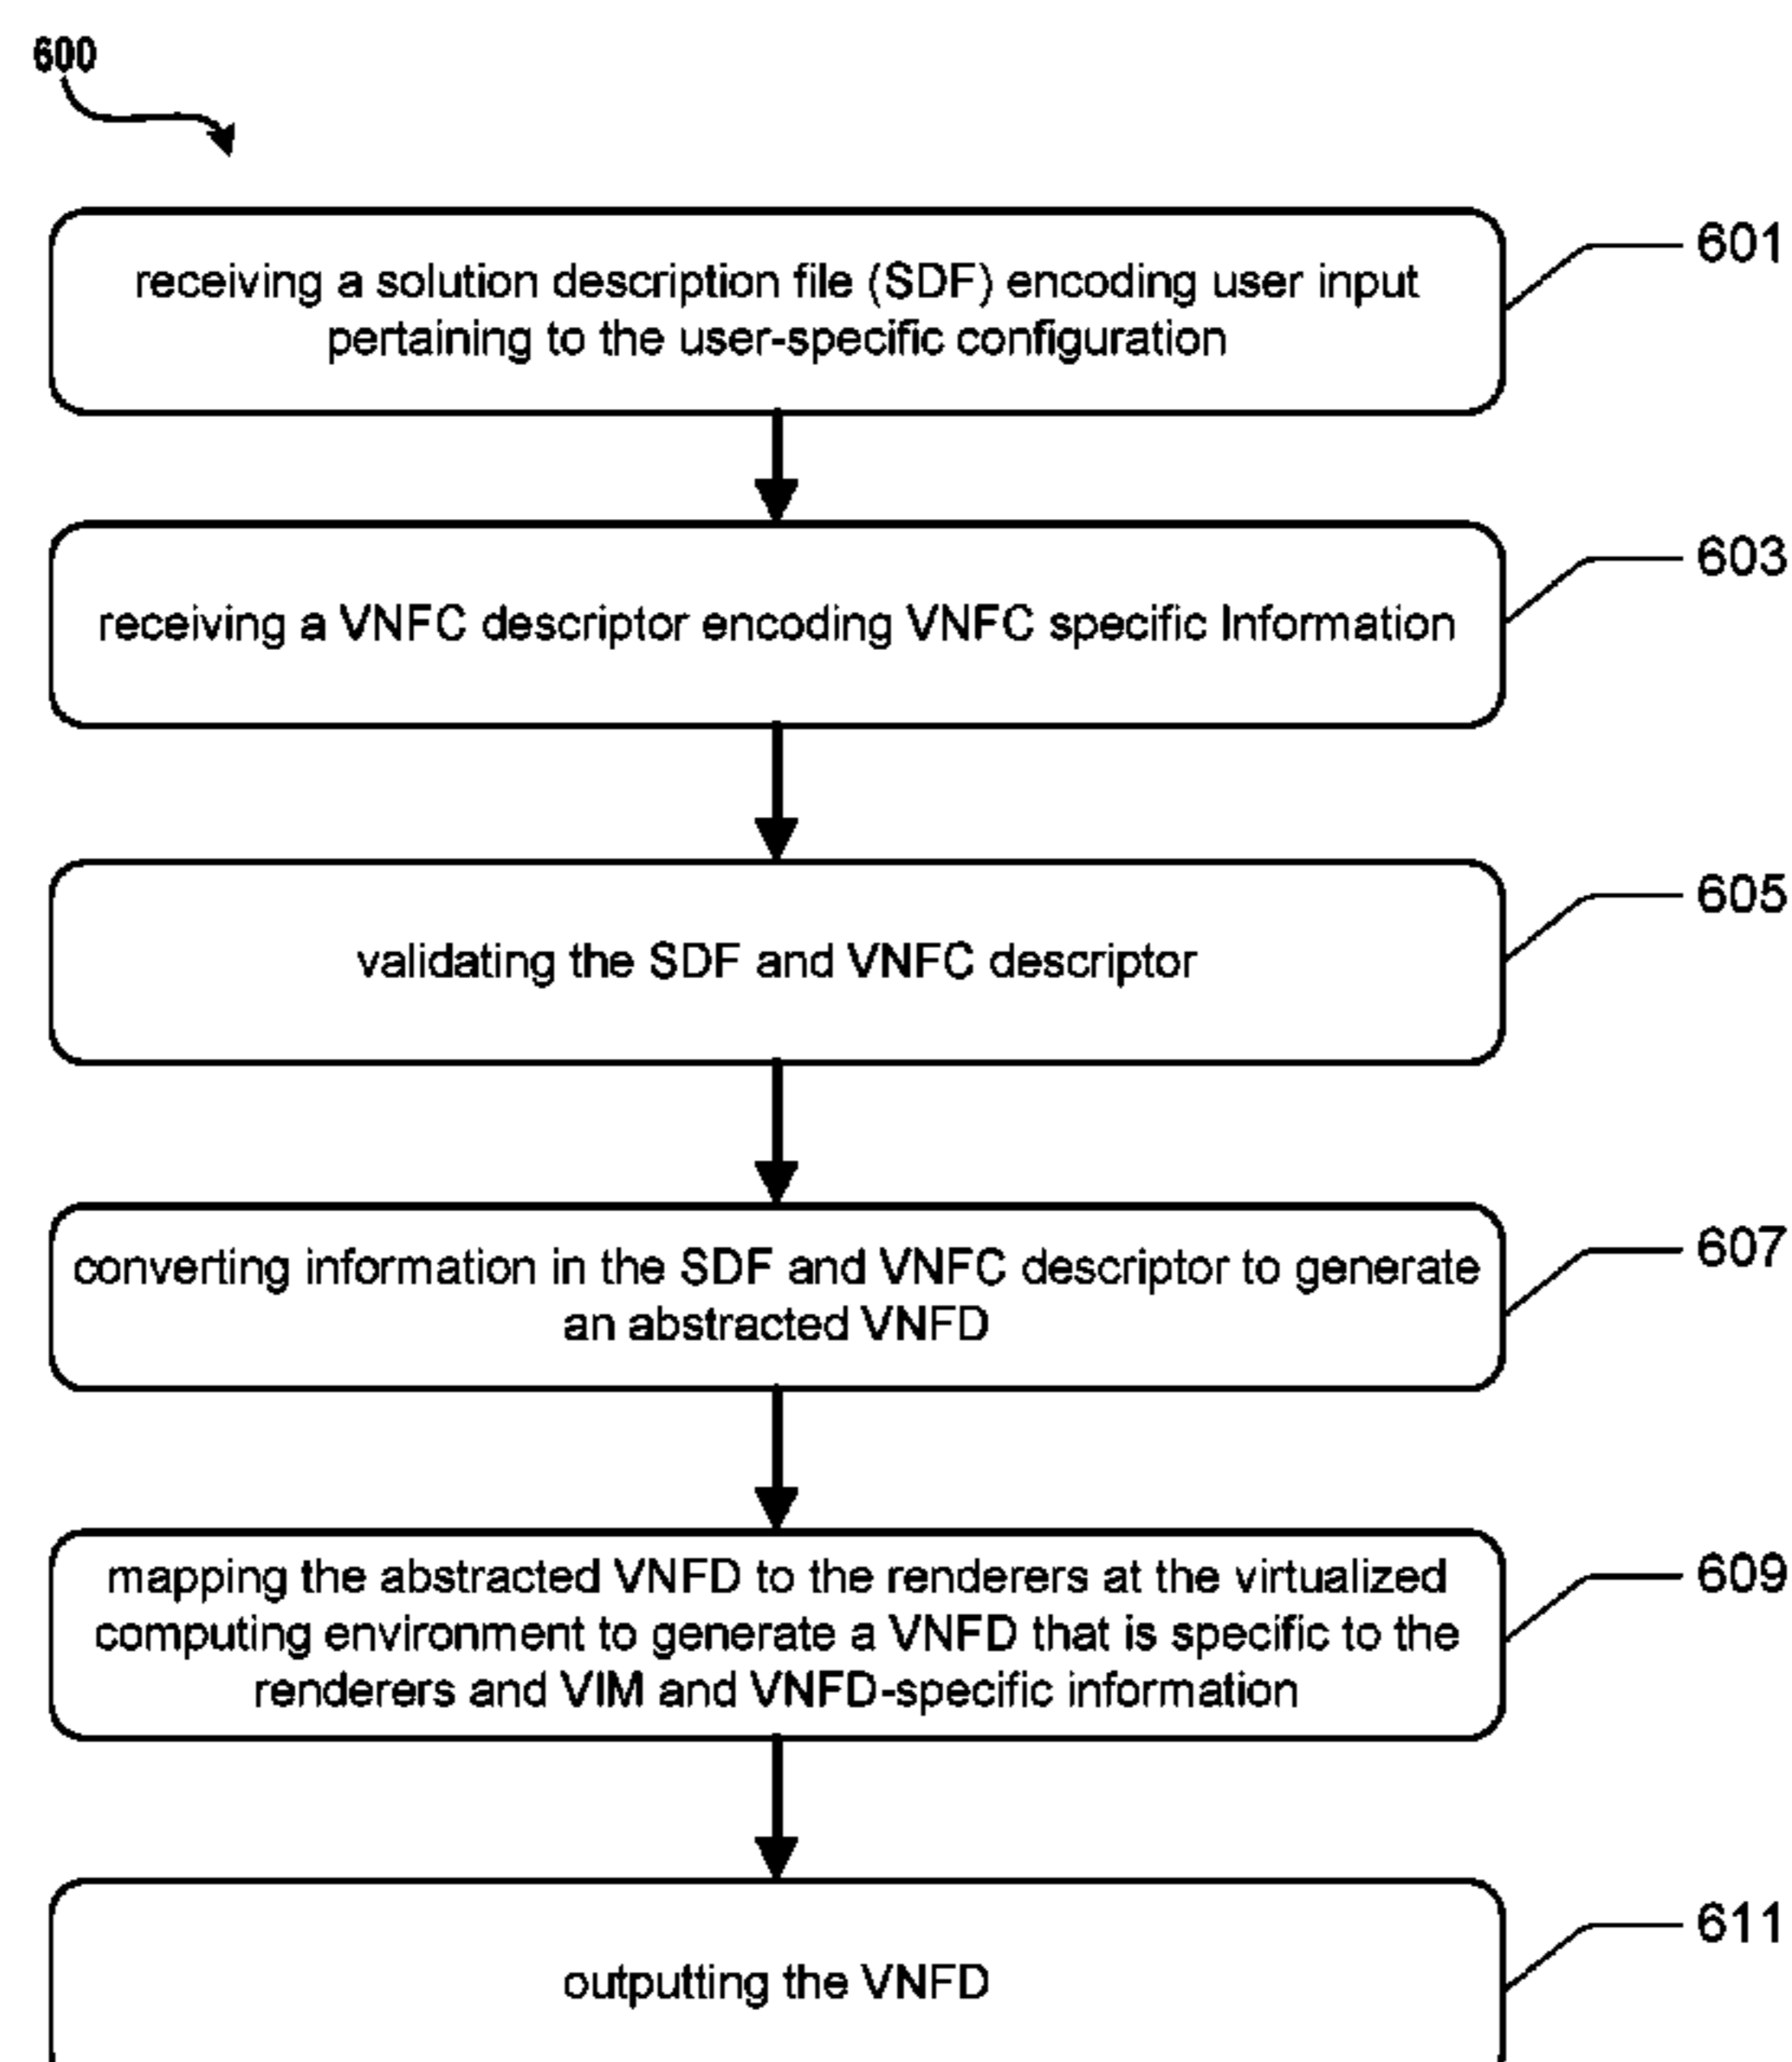 600
receiving a solution description file (SDF) encoding user input
pertaining to the user-specific configuration
601
receiving a VNFC descriptor encoding VNFC specific Information
603
validating the SDF and VNFC descriptor
605
converting information in the SDF and VNFC descriptor to generate
an abstracted VNFD
607
mapping the abstracted VNFD to the renderers at the virtualized
computing environment to generate a VNFD that is specific to the
renderers and VIM and VNFD-specific information
609
outputting the VNFD
611